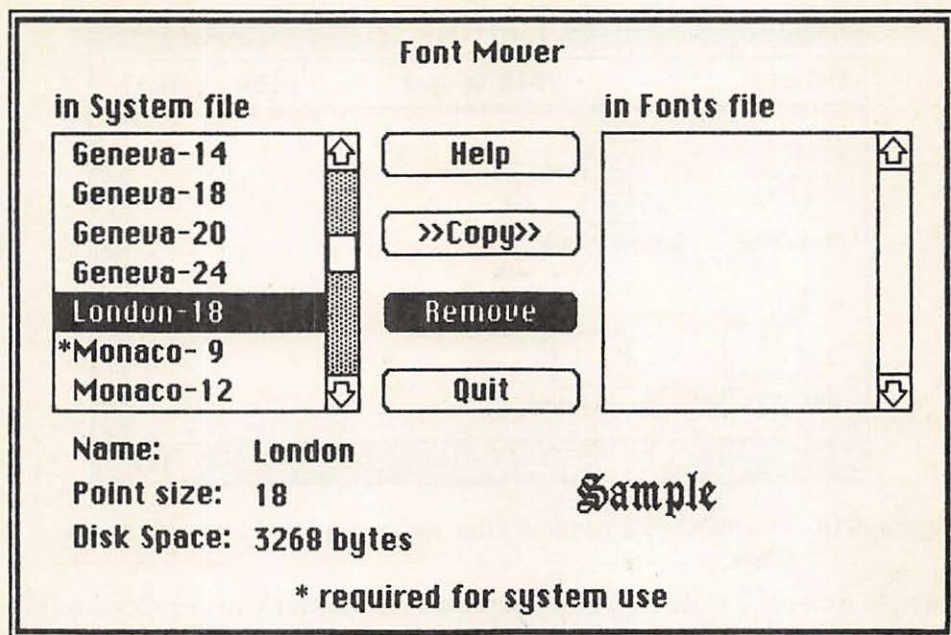 Font Mover
in System file
in Fonts file
Geneva-14
Geneva-18
Geneva-20
Geneva-24
London-18
*Monaco- 9
Monaco-12
Help
>>Copy>>
Remove
Quit
Name: London
Point size: 18
Disk Space: 3268 bytes
Sample
* required for system use